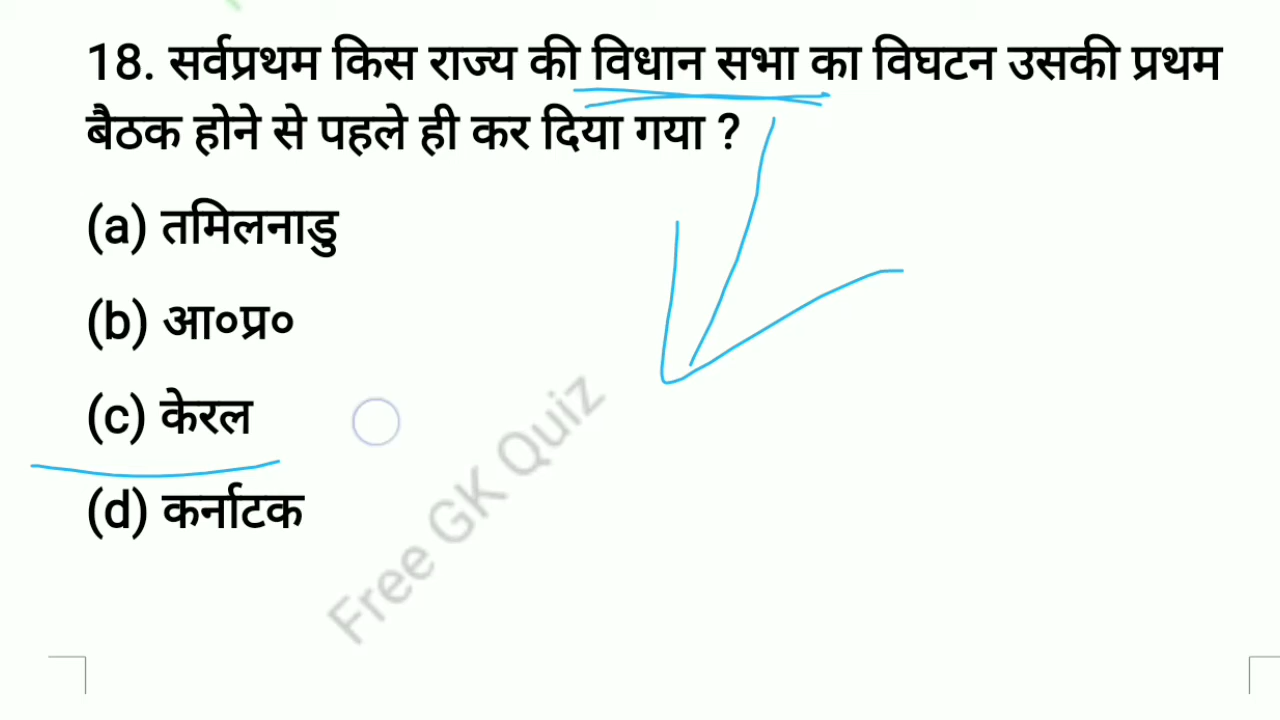 18. सर्वप्रथम किस राज्य की विधान सभा का विघटन उसकी प्रथम
बैठक होने से पहले ही कर दिया गया ?
(a) तमिलनाडु
(b) आ०प्र०
(c) केरल
(d) कर्नाटक
Free GK Quiz